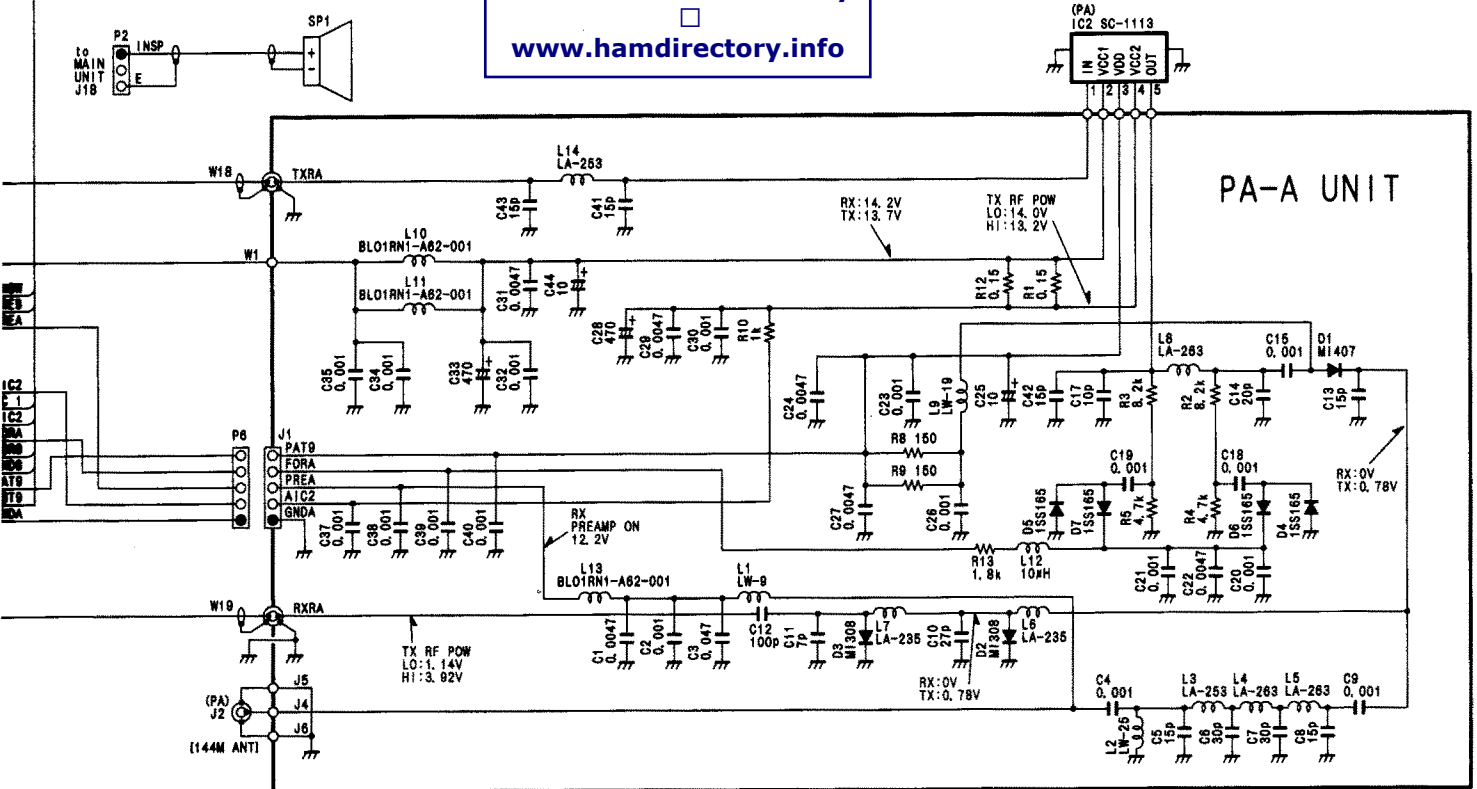 www.hamdirectory.info
(PA)
IC2 SC-1113
IN
VCC1
VDD
VCC2
OUT
1 2 3 4 5
PA-A UNIT
P2
to
MAIN
UNIT
J18
INSP
E
SP1
+
-
W18
TXRA
L14
LA-253
C43
15p
C41
15p
W1
L10
BLO1RN1-A62-001
L11
BLO1RN1-A62-001
C31
0.0047
C44
10
+
RX:14.2V
TX:13.7V
TX RF POW
LO:14.0V
HI:13.2V
R12
0.15
R1
0.15
C28
470
+
C29
0.0047
C30
0.001
R10
1k
C35
0.001
C34
0.001
C33
470
+
C32
0.001
C24
0.0047
C23
0.001
L9
LW-19
C25
10
+
C42
15p
C17
10p
R3
8.2k
L8
LA-263
R2
8.2k
C14
20p
C15
0.001
D1
MI407
C13
15p
RX:0V
TX:0.78V
IC2
IC2
P6
J1
PAT9
FORA
PREA
AIC2
GNDA
C37
0.001
C38
0.001
C39
0.001
C40
0.001
R8 150
R9 150
C27
0.0047
C26
0.001
C19
0.001
D5
1SS165
D7
1SS165
R5
4.7k
C18
0.001
R4
4.7k
D6
1SS165
D4
1SS165
RX
PREAMP ON
12.2V
R13
1.8k
L12
10μH
C21
0.001
C22
0.0047
C20
0.001
L13
BLO1RN1-A62-001
L1
LW-9
W19
RXRA
C1
0.0047
C2
0.001
C3
0.047
C12
100p
C11
7p
D3
MI308
L7
LA-235
C10
27p
D2
MI308
L6
LA-235
TX RF POW
LO:1.14V
HI:3.92V
RX:0V
TX:0.78V
(PA)
J2
[144M ANT]
J5
J4
J6
C4
0.001
L2
LW-25
L3
LA-253
L4
LA-263
L5
LA-263
C9
0.001
C5
15p
C6
30p
C7
30p
C8
15p